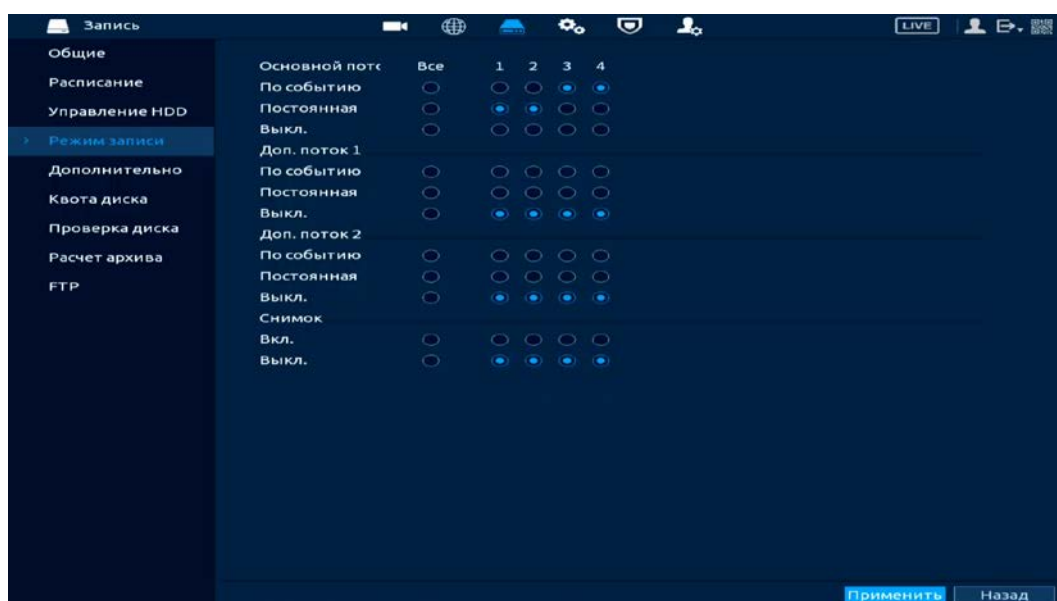 Запись LIVE
Общие
Расписание
Управление HDD
Режим записи
Дополнительно
Квота диска
Проверка диска
Расчет архива
FTP
Основной пото Все 1 2 3 4
По событию
Постоянная
Выкл.
Доп. поток 1
По событию
Постоянная
Выкл.
Доп. поток 2
По событию
Постоянная
Выкл.
Снимок
Вкл.
Выкл.
Применить Назад